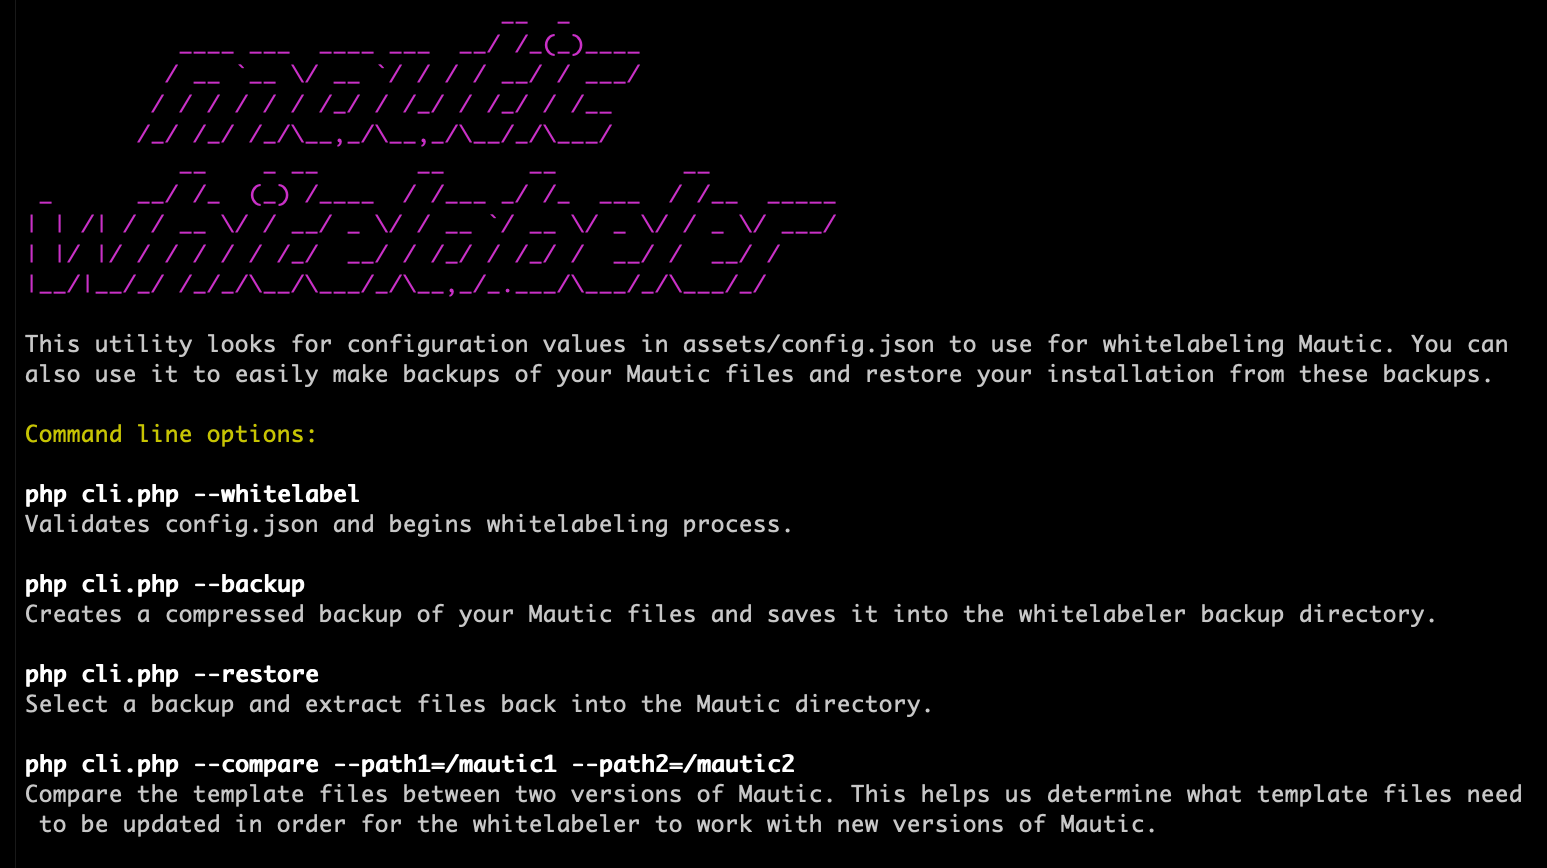 mautic
whitelabeler
This utility looks for configuration values in assets/config.json to use for whitelabeling Mautic. You can
also use it to easily make backups of your Mautic files and restore your installation from these backups.
Command line options:
php cli.php --whitelabel
Validates config.json and begins whitelabeling process.
php cli.php --backup
Creates a compressed backup of your Mautic files and saves it into the whitelabeler backup directory.
php cli.php --restore
Select a backup and extract files back into the Mautic directory.
php cli.php --compare --path1=/mautic1 --path2=/mautic2
Compare the template files between two versions of Mautic. This helps us determine what template files need
to be updated in order for the whitelabeler to work with new versions of Mautic.